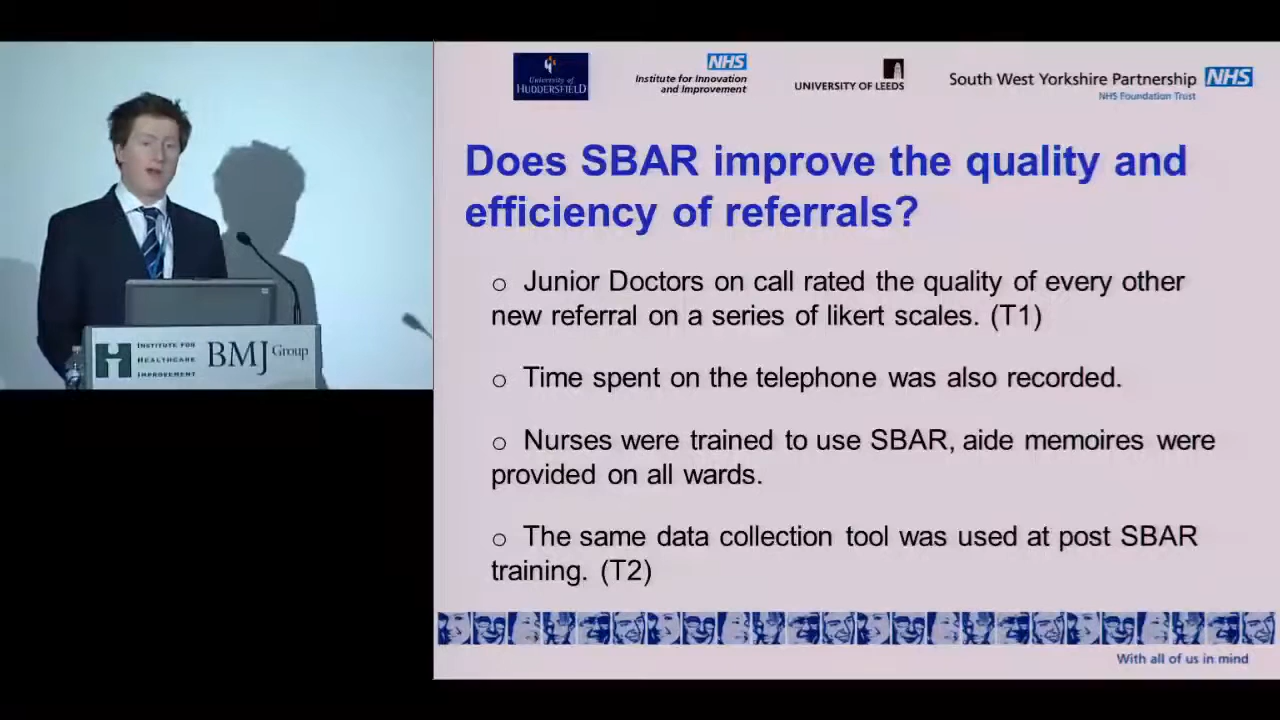 University of
HUDDERSFIELD
NHS
Institute for Innovation
and Improvement
UNIVERSITY OF LEEDS
South West Yorkshire Partnership NHS
NHS Foundation Trust
Does SBAR improve the quality and
efficiency of referrals?
o Junior Doctors on call rated the quality of every other
new referral on a series of likert scales. (T1)
o Time spent on the telephone was also recorded.
o Nurses were trained to use SBAR, aide memoires were
provided on all wards.
o The same data collection tool was used at post SBAR
training. (T2)
With all of us in mind
INSTITUTE FOR
HEALTHCARE
IMPROVEMENT
BMJ Group